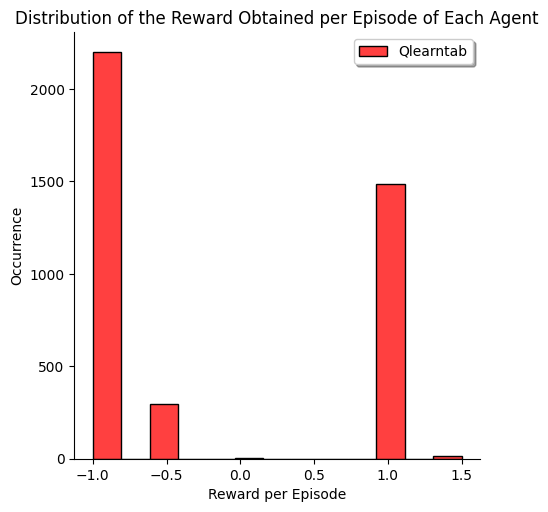 Distribution of the Reward Obtained per Episode of Each Agent
Qlearntab
2000
1500
1000
500
0
Occurrence
−1.0 −0.5 0.0 0.5 1.0 1.5
Reward per Episode